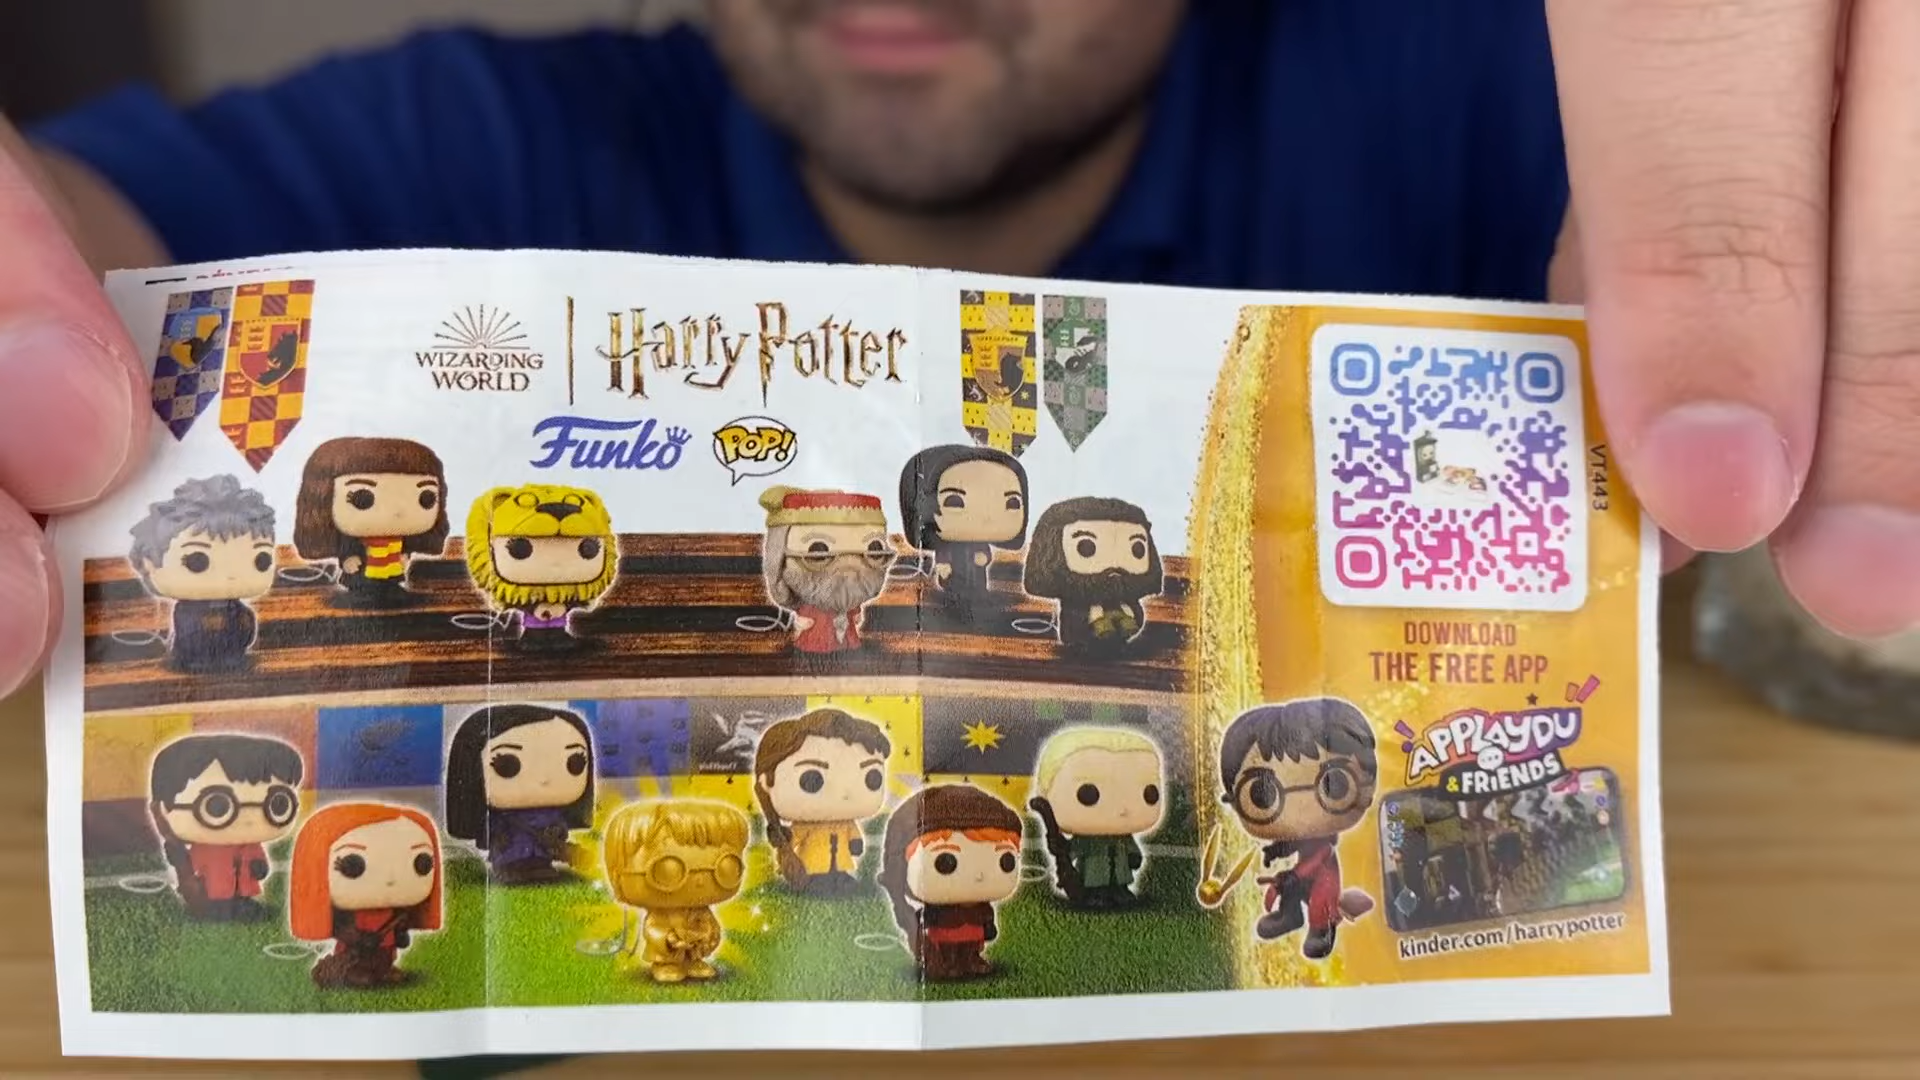 WIZARDING
WORLD
Harry Potter
Funko POP!
VT443
DOWNLOAD
THE FREE APP
APPLAYDU
& FRIENDS
kinder.com/harrypotter